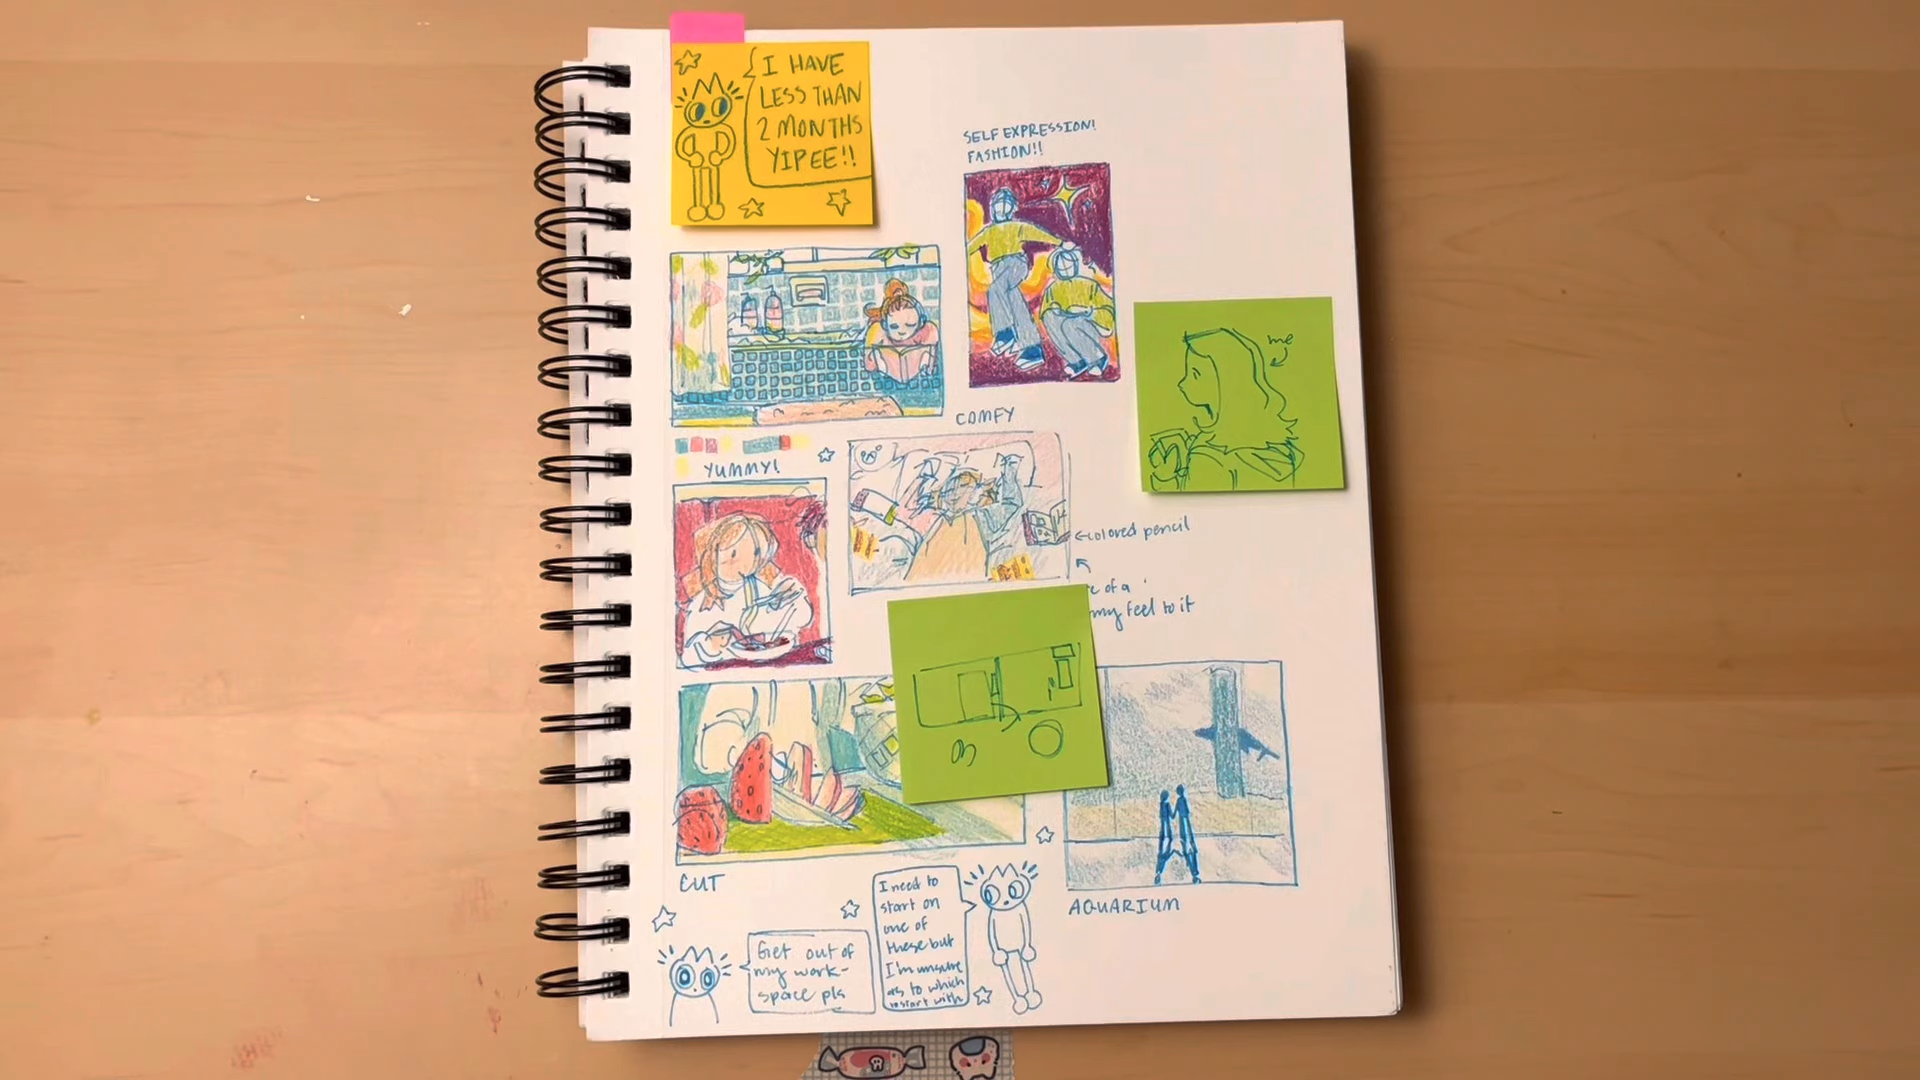 I HAVE
LESS THAN
2 MONTHS
YIPEE!!
SELF EXPRESSION!
FASHION!!
me
COMFY
YUMMY!
←colored pencil
of a
my feel to it
CUT
AQUARIUM
I need to
start on
one of
these but
I'm unsure
as to which
start with
Get out of
my work-
space pls